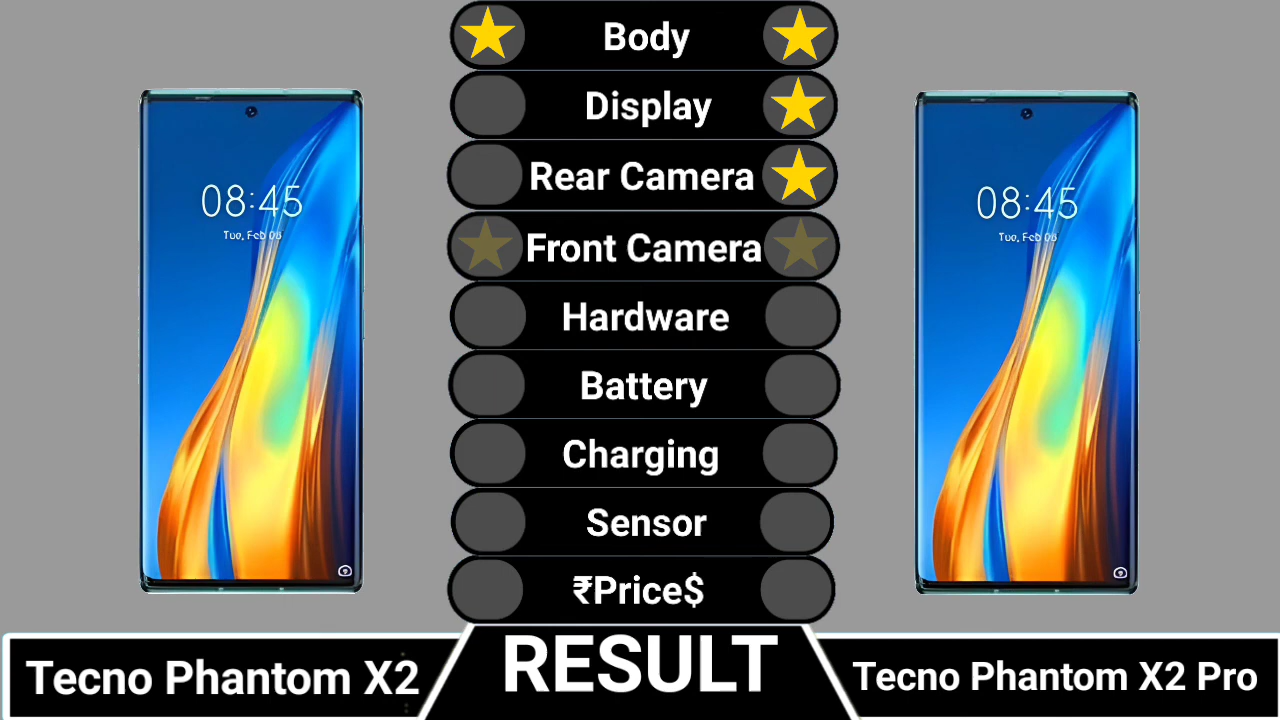 Body
Display
Rear Camera
Front Camera
Hardware
Battery
Charging
Sensor
₹Price$
08:45
Tue, Feb 08
08:45
Tue, Feb 08
Tecno Phantom X2
RESULT
Tecno Phantom X2 Pro